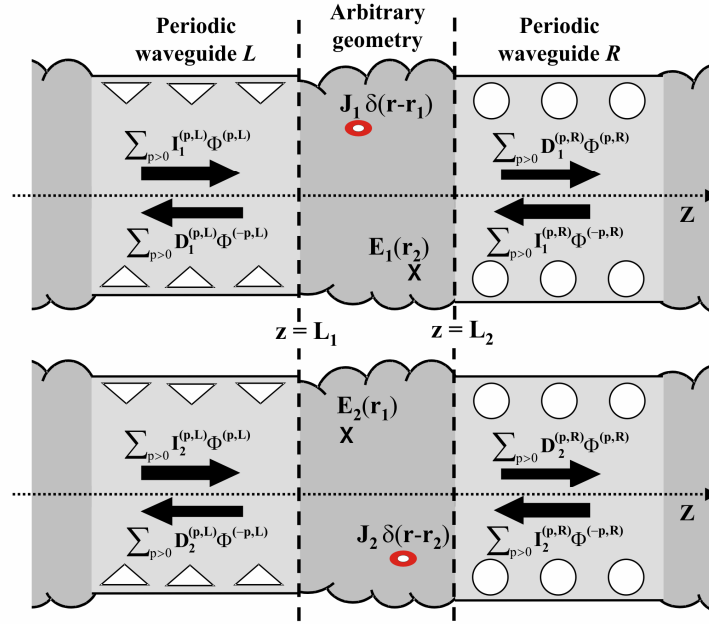 Periodic waveguide L
Arbitrary geometry
Periodic waveguide R
J₁ δ(r-r₁)
∑p>0 I₁^(p,L) Φ^(p,L)
∑p>0 D₁^(p,R) Φ^(p,R)
Z
∑p>0 D₁^(p,L) Φ^(-p,L)
∑p>0 I₁^(p,R) Φ^(-p,R)
E₁(r₂)
X
z = L₁
z = L₂
E₂(r₁)
X
∑p>0 I₂^(p,L) Φ^(p,L)
∑p>0 D₂^(p,R) Φ^(p,R)
Z
∑p>0 D₂^(p,L) Φ^(-p,L)
J₂ δ(r-r₂)
∑p>0 I₂^(p,R) Φ^(-p,R)